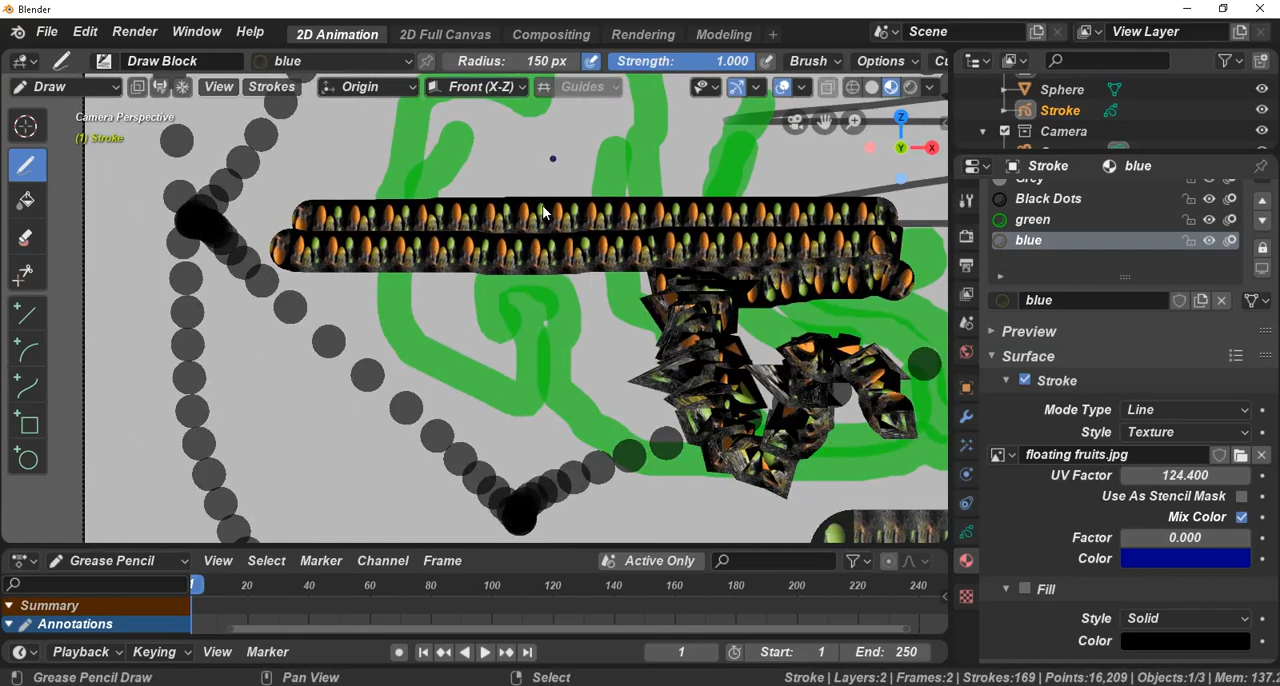 Blender
File Edit Render Window Help 2D Animation 2D Full Canvas Compositing Rendering Modeling + Scene View Layer
Draw Block blue Radius: 150 px Strength: 1.000 Brush Options Cu
Draw View Strokes Origin Front (X-Z) Guides
Camera Perspective
(1) Stroke
Z
Y
X
Sphere
Stroke
Camera
Stroke blue
Grey
Black Dots
green
blue
blue
Preview
Surface
Stroke
Mode Type Line
Style Texture
floating fruits.jpg
UV Factor 124.400
Use As Stencil Mask
Mix Color
Factor 0.000
Color
Fill
Style Solid
Color
Grease Pencil View Select Marker Channel Frame Active Only
1 20 40 60 80 100 120 140 160 180 200 220 240
Summary
Annotations
Playback Keying View Marker 1 Start: 1 End: 250
Grease Pencil Draw Pan View Select Stroke | Layers:2 | Frames:2 | Strokes:169 | Points:16,209 | Objects:1/3 | Mem: 137.2